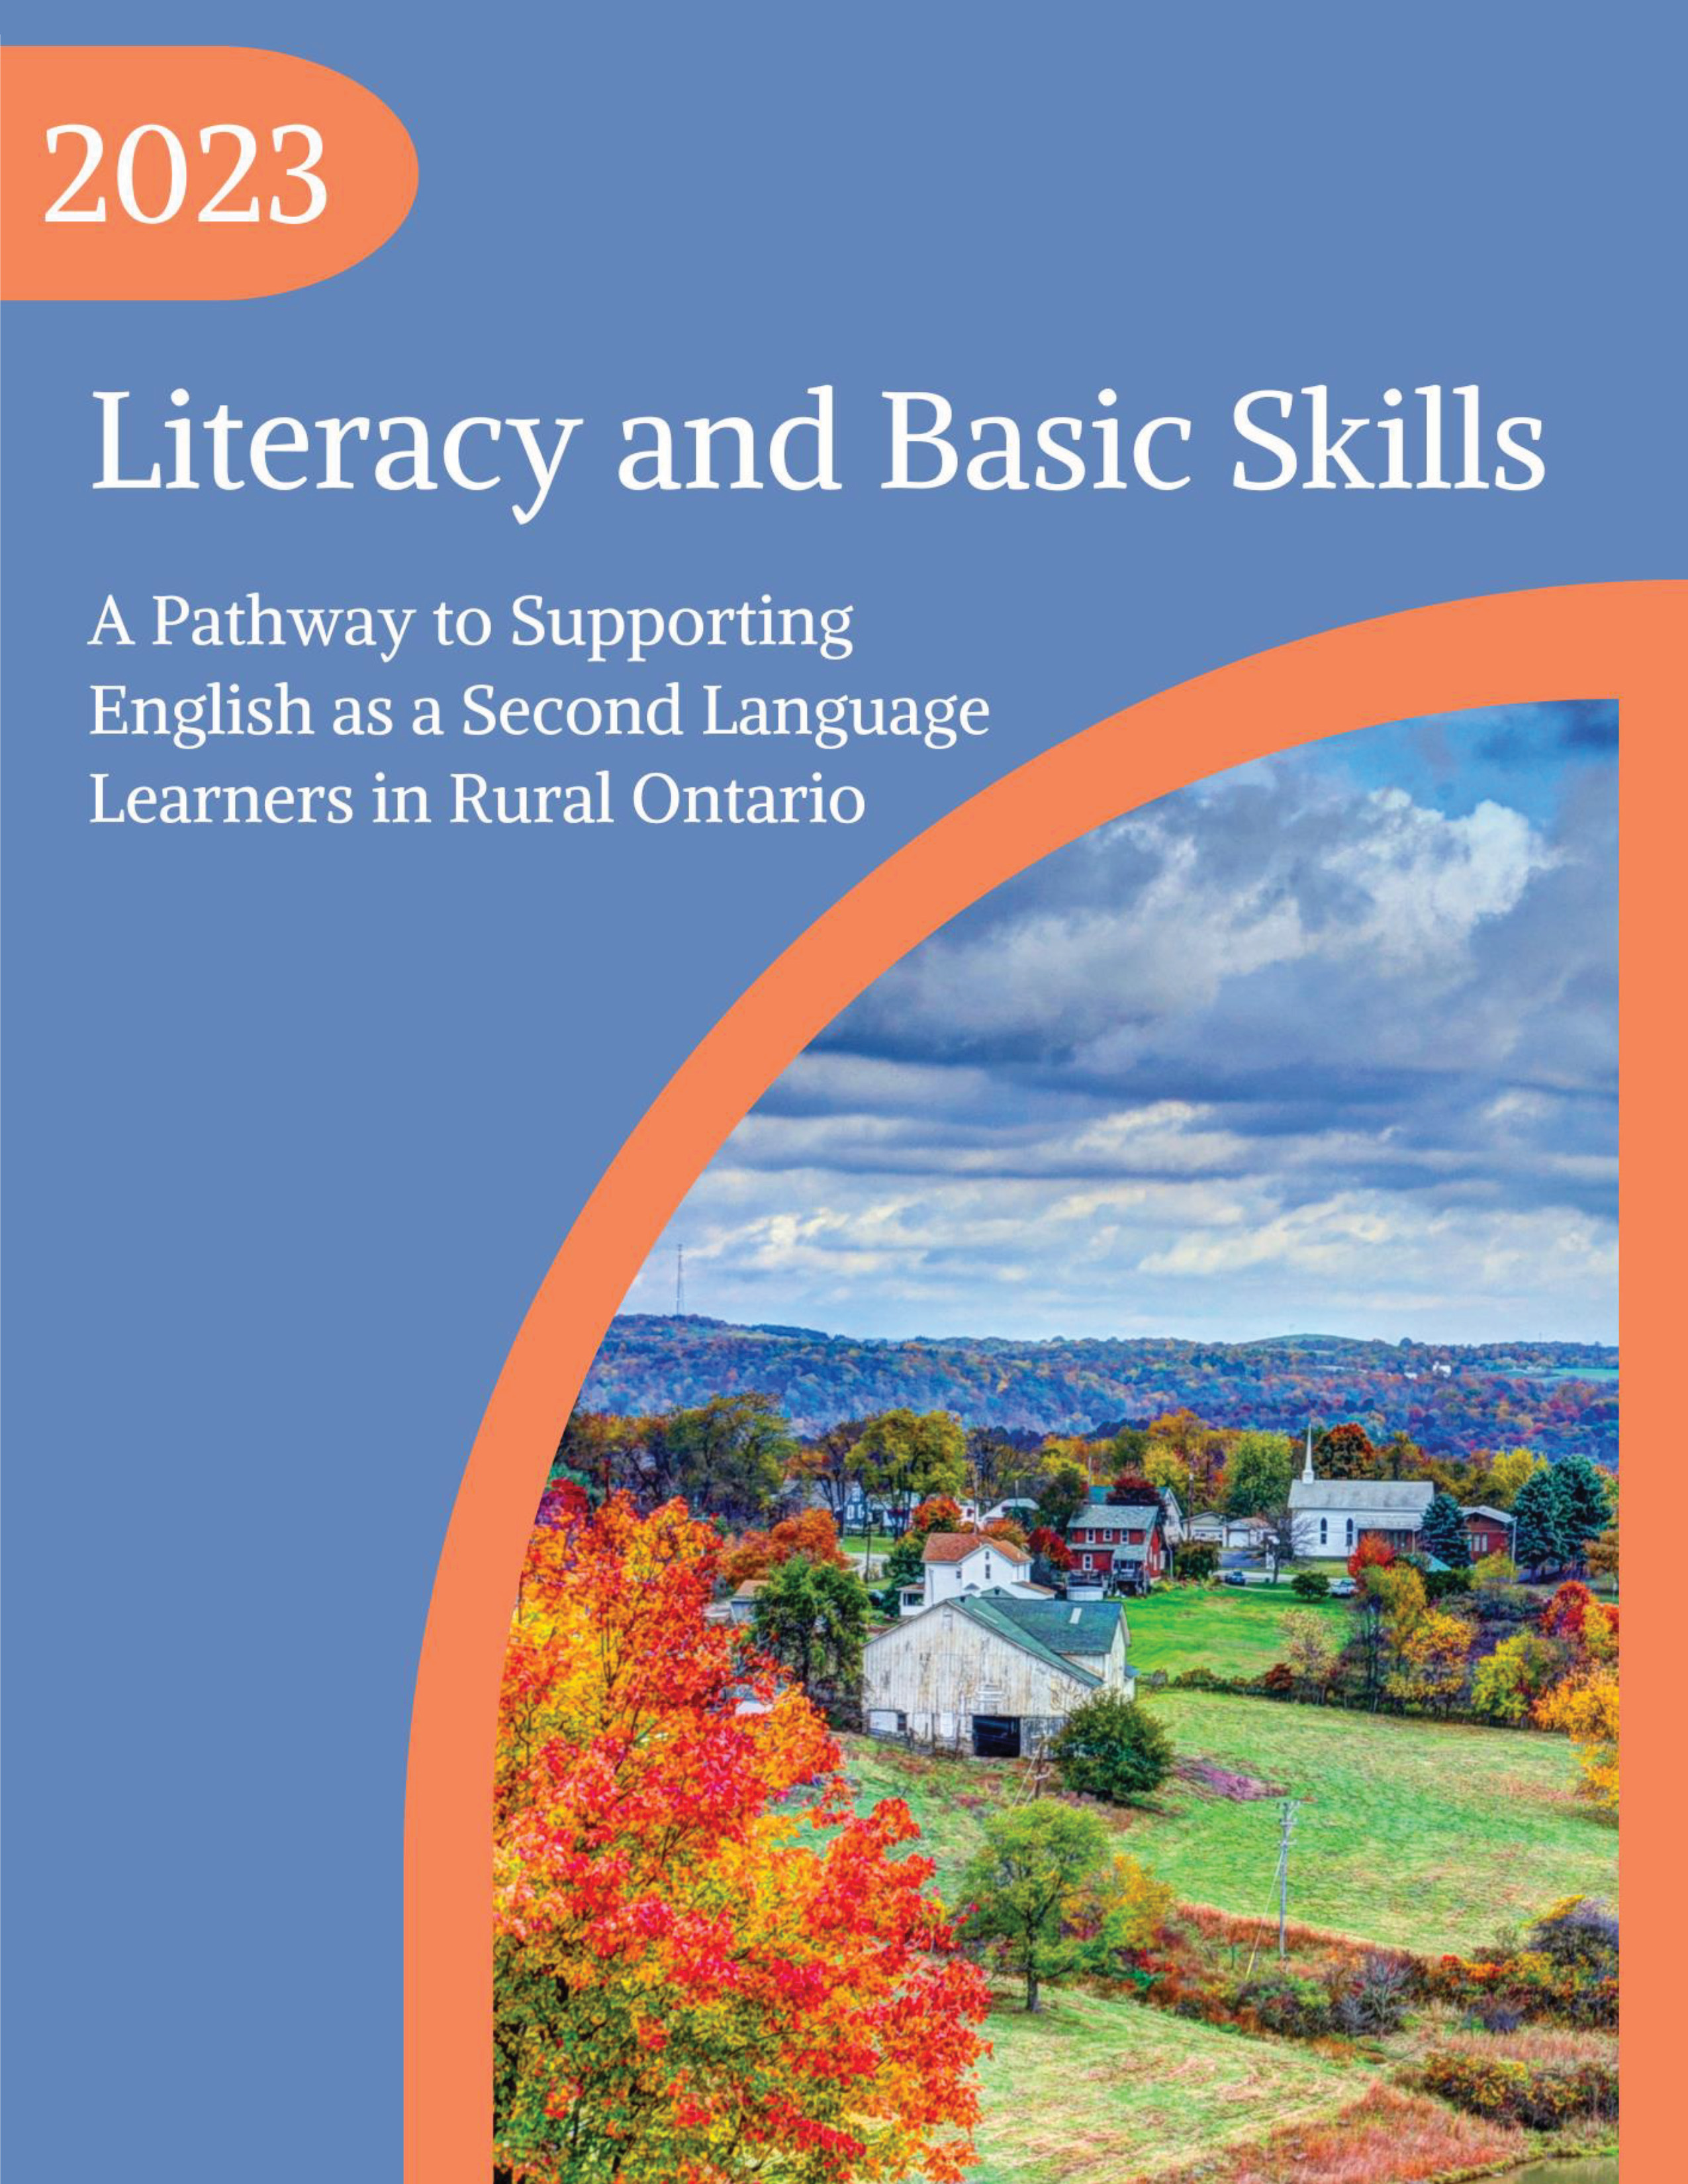 2023
Literacy and Basic Skills
A Pathway to Supporting
English as a Second Language
Learners in Rural Ontario